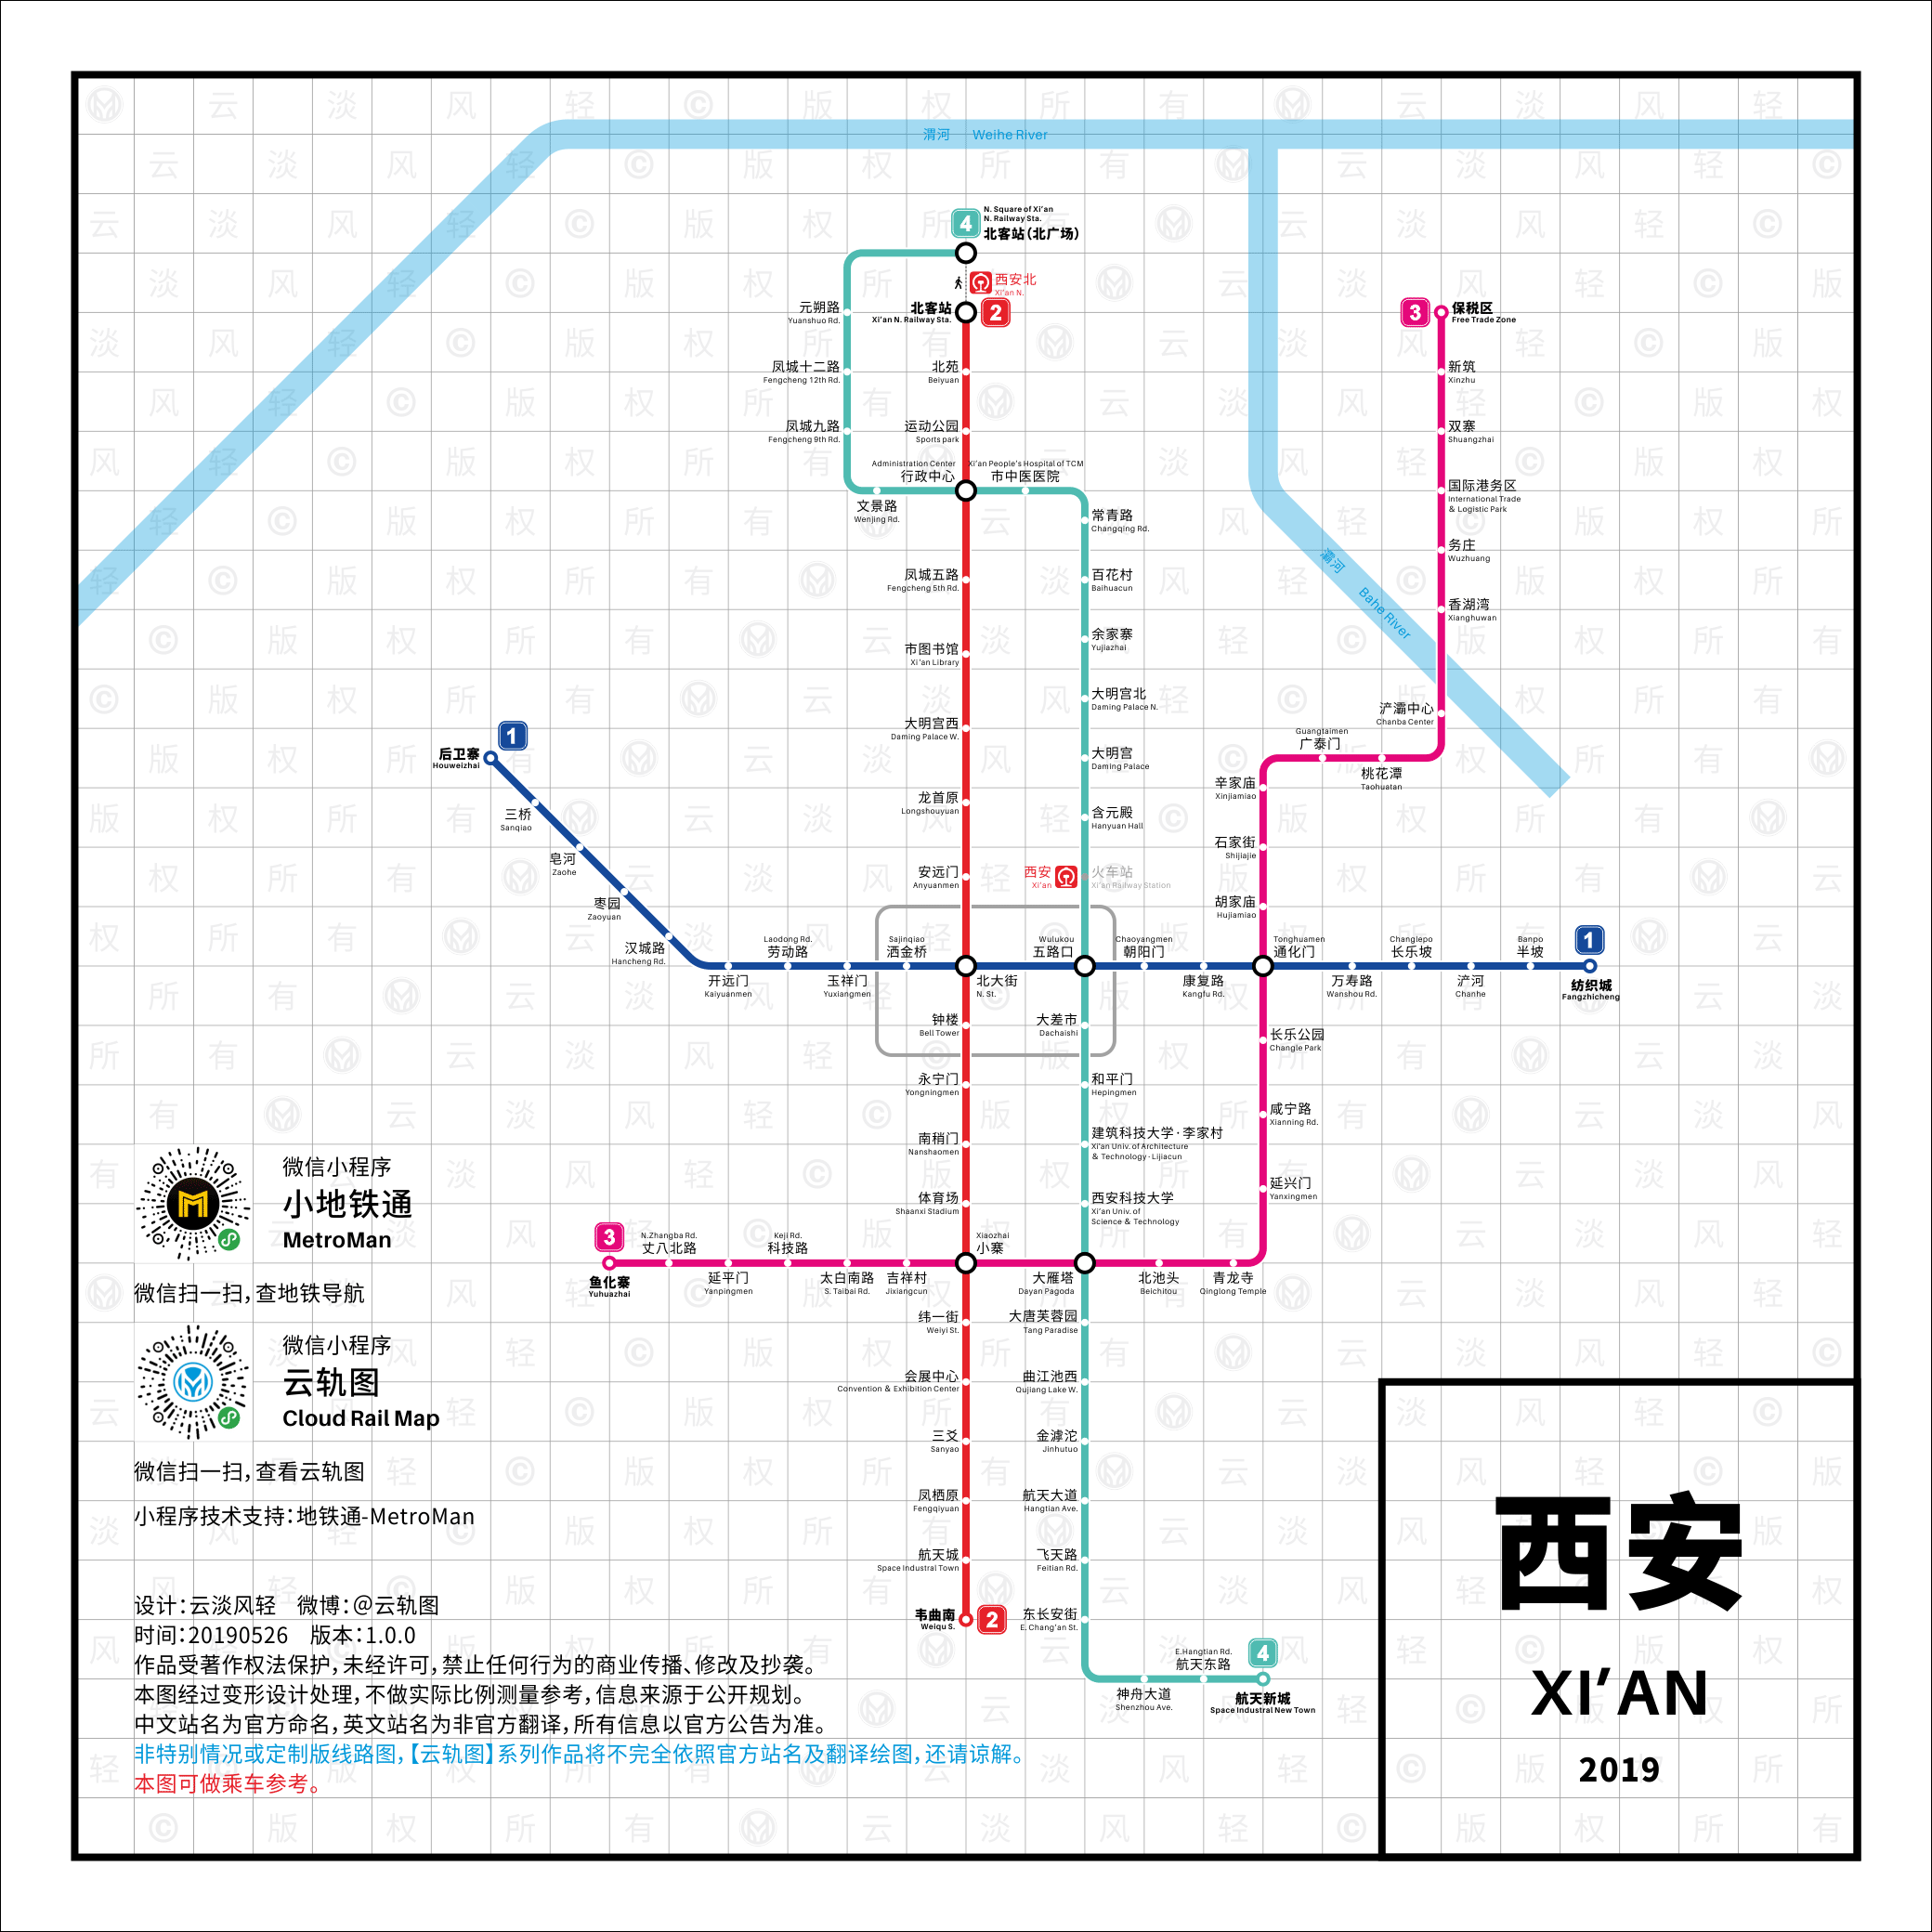 渭河 Weihe River
4
N. Square of Xi'an
N. Railway Sta.
北客站（北广场）
西安北
Xi'an N.
北客站
Xi'an N. Railway Sta.
2
元朔路
Yuanshuo Rd.
凤城十二路
Fengcheng 12th Rd.
凤城九路
Fengcheng 9th Rd.
北苑
Beiyuan
运动公园
Sports park
Administration Center
行政中心
Xi'an People's Hospital of TCM
市中医医院
文景路
Wenjing Rd.
常青路
Changqing Rd.
凤城五路
Fengcheng 5th Rd.
百花村
Baihuacun
余家寨
Yujiazhai
市图书馆
Xi'an Library
大明宫北
Daming Palace N.
大明宫西
Daming Palace W.
大明宫
Daming Palace
龙首原
Longshouyuan
含元殿
Hanyuan Hall
安远门
Anyuanmen
西安
Xi'an
火车站
Xi'an Railway Station
3
保税区
Free Trade Zone
新筑
Xinzhu
双寨
Shuangzhai
国际港务区
International Trade
& Logistic Park
务庄
Wuzhuang
香湖湾
Xianghuwan
灞河 Bahe River
浐灞中心
Chanba Center
Guangtaimen
广泰门
桃花潭
Taohuatan
辛家庙
Xinjiamiao
石家街
Shijiajie
胡家庙
Hujiamiao
1
后卫寨
Houweizhai
三桥
Sanqiao
皂河
Zaohe
枣园
Zaoyuan
汉城路
Hancheng Rd.
开远门
Kaiyuanmen
Laodong Rd.
劳动路
玉祥门
Yuxiangmen
Sajinqiao
洒金桥
北大街
N. St.
Wulukou
五路口
Chaoyangmen
朝阳门
康复路
Kangfu Rd.
Tonghuamen
通化门
万寿路
Wanshou Rd.
Changlepo
长乐坡
浐河
Chanhe
Banpo
半坡
1
纺织城
Fangzhicheng
钟楼
Bell Tower
大差市
Dachaishi
长乐公园
Changle Park
永宁门
Yongningmen
和平门
Hepingmen
咸宁路
Xianning Rd.
南稍门
Nanshaomen
建筑科技大学·李家村
Xi'an Univ. of Architecture
& Technology·Lijiacun
延兴门
Yanxingmen
体育场
Shaanxi Stadium
西安科技大学
Xi'an Univ. of
Science & Technology
3
鱼化寨
Yuhuazhai
N.Zhangba Rd.
丈八北路
延平门
Yanpingmen
Keji Rd.
科技路
太白南路
S. Taibai Rd.
吉祥村
Jixiangcun
Xiaozhai
小寨
大雁塔
Dayan Pagoda
北池头
Beichitou
青龙寺
Qinglong Temple
纬一街
Weiyi St.
大唐芙蓉园
Tang Paradise
会展中心
Convention & Exhibition Center
曲江池西
Qujiang Lake W.
三爻
Sanyao
金滹沱
Jinhutuo
凤栖原
Fengqiyuan
航天大道
Hangtian Ave.
航天城
Space Industrial Town
飞天路
Feitian Rd.
韦曲南
Weiqu S.
2
东长安街
E. Chang'an St.
神舟大道
Shenzhou Ave.
E.Hangtian Rd.
航天东路
4
航天新城
Space Industral New Town
微信小程序
小地铁通
MetroMan
微信扫一扫，查地铁导航
微信小程序
云轨图
Cloud Rail Map
微信扫一扫，查看云轨图
小程序技术支持：地铁通-MetroMan
设计：云淡风轻 微博：@云轨图
时间：20190526 版本：1.0.0
作品受著作权法保护，未经许可，禁止任何行为的商业传播、修改及抄袭。
本图经过变形设计处理，不做实际比例测量参考，信息来源于公开规划。
中文站名为官方命名，英文站名为非官方翻译，所有信息以官方公告为准。
非特别情况或定制版线路图，【云轨图】系列作品将不完全依照官方站名及翻译绘图，还请谅解。
本图可做乘车参考。
西安
XI'AN
2019